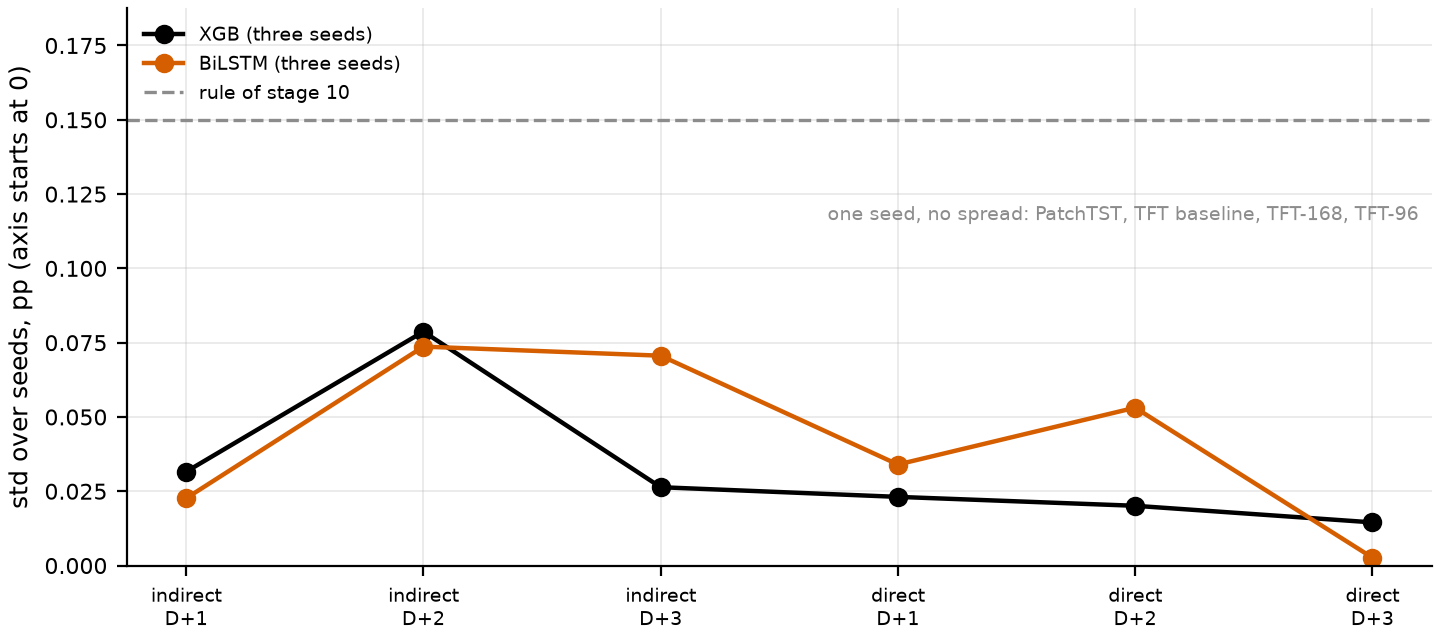 XGB (three seeds)
BiLSTM (three seeds)
rule of stage 10
std over seeds, pp (axis starts at 0)
0.175
0.150
0.125
0.100
0.075
0.050
0.025
0.000
one seed, no spread: PatchTST, TFT baseline, TFT-168, TFT-96
indirect
D+1
indirect
D+2
indirect
D+3
direct
D+1
direct
D+2
direct
D+3